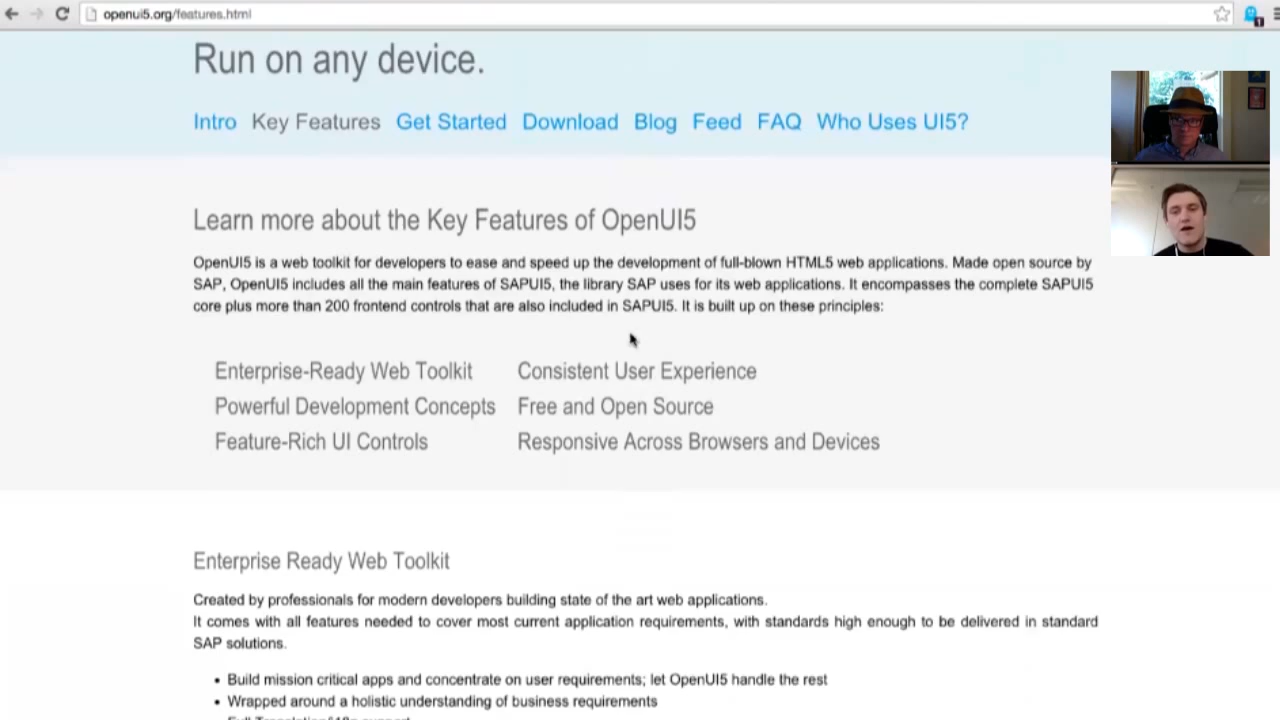 openui5.org/features.html
Run on any device.
Intro Key Features Get Started Download Blog Feed FAQ Who Uses UI5?
Learn more about the Key Features of OpenUI5
OpenUI5 is a web toolkit for developers to ease and speed up the development of full-blown HTML5 web applications. Made open source by
SAP, OpenUI5 includes all the main features of SAPUI5, the library SAP uses for its web applications. It encompasses the complete SAPUI5
core plus more than 200 frontend controls that are also included in SAPUI5. It is built up on these principles:
Enterprise-Ready Web Toolkit Consistent User Experience
Powerful Development Concepts Free and Open Source
Feature-Rich UI Controls Responsive Across Browsers and Devices
Enterprise Ready Web Toolkit
Created by professionals for modern developers building state of the art web applications.
It comes with all features needed to cover most current application requirements, with standards high enough to be delivered in standard
SAP solutions.
• Build mission critical apps and concentrate on user requirements; let OpenUI5 handle the rest
• Wrapped around a holistic understanding of business requirements